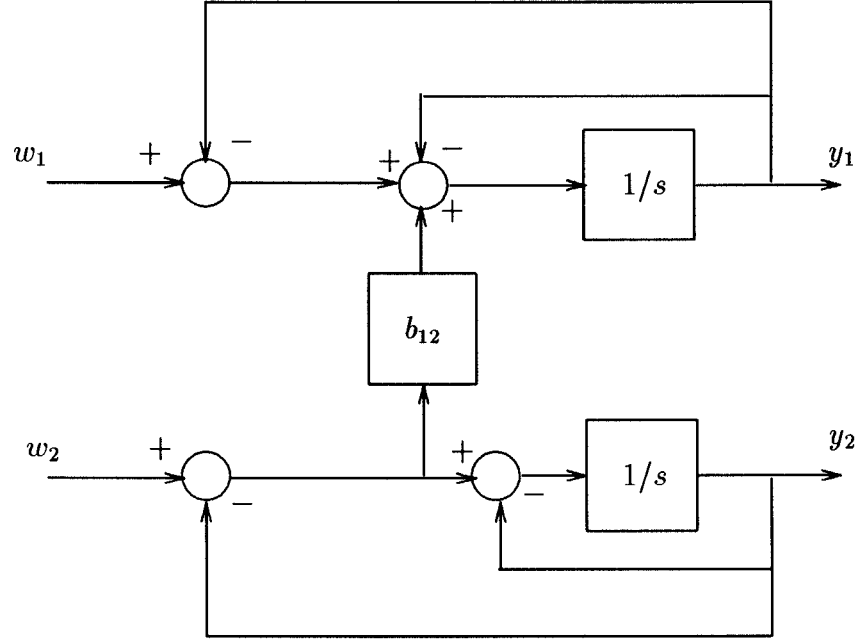 w₁ + − + − + 1/s y₁
b₁₂
w₂ + − + − 1/s y₂